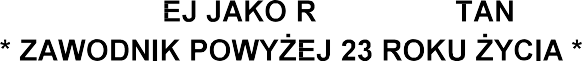 EJ JAKO R TAN
* ZAWODNIK POWYŻEJ 23 ROKU ŻYCIA *